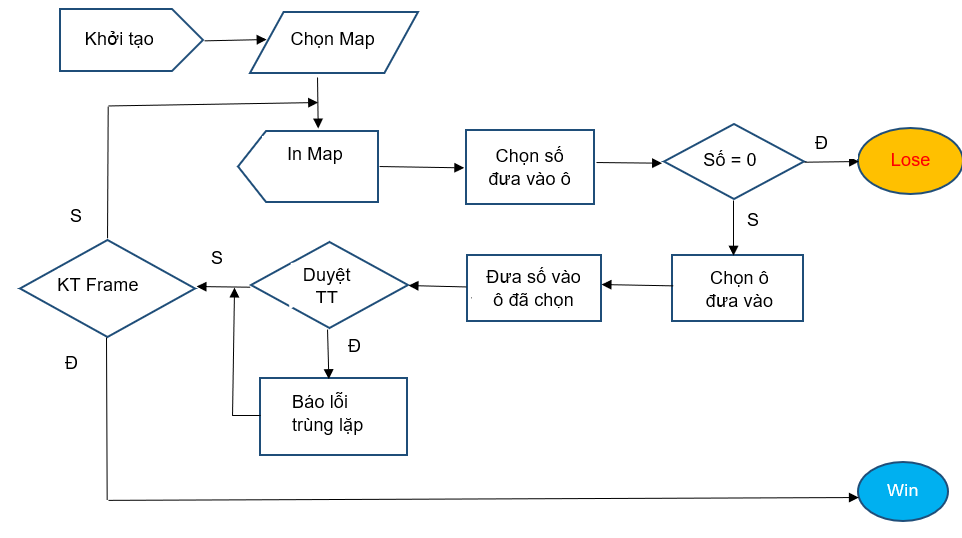 Khởi tạo
Chọn Map
In Map
Chọn số
đưa vào ô
Số = 0
Đ
Lose
S
Chọn ô
đưa vào
Đưa số vào
ô đã chọn
Duyệt
TT
S
Đ
Báo lỗi
trùng lặp
KT Frame
S
Đ
Win